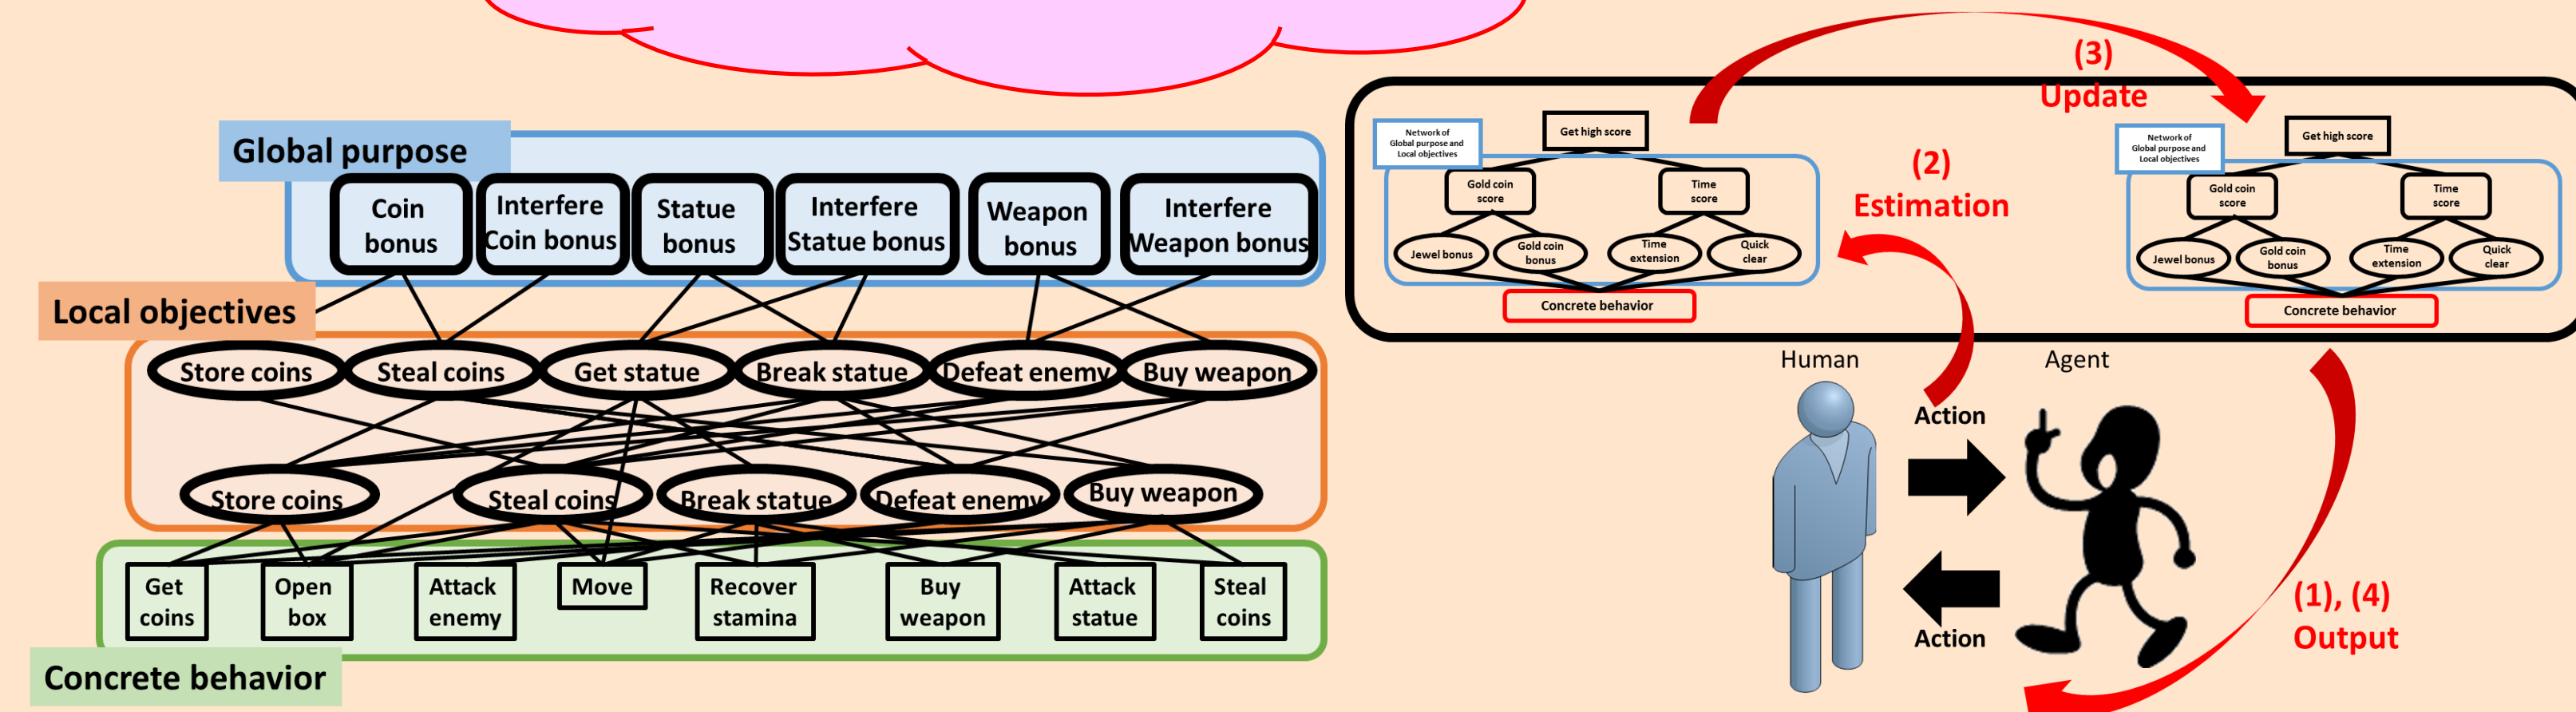 Global purpose
Coin
bonus
Interfere
Coin bonus
Statue
bonus
Interfere
Statue bonus
Weapon
bonus
Interfere
Weapon bonus
Local objectives
Store coins
Steal coins
Get statue
Break statue
Defeat enemy
Buy weapon
Store coins
Steal coins
Break statue
Defeat enemy
Buy weapon
Get
coins
Open
box
Attack
enemy
Move
Recover
stamina
Buy
weapon
Attack
statue
Steal
coins
Concrete behavior
(3)
Update
Network of
Global purpose and
Local objectives
Get high score
Gold coin
score
Time
score
Jewel bonus
Gold coin
bonus
Time
extension
Quick
clear
Concrete behavior
(2)
Estimation
Network of
Global purpose and
Local objectives
Get high score
Gold coin
score
Time
score
Jewel bonus
Gold coin
bonus
Time
extension
Quick
clear
Concrete behavior
Human
Agent
Action
Action
(1), (4)
Output